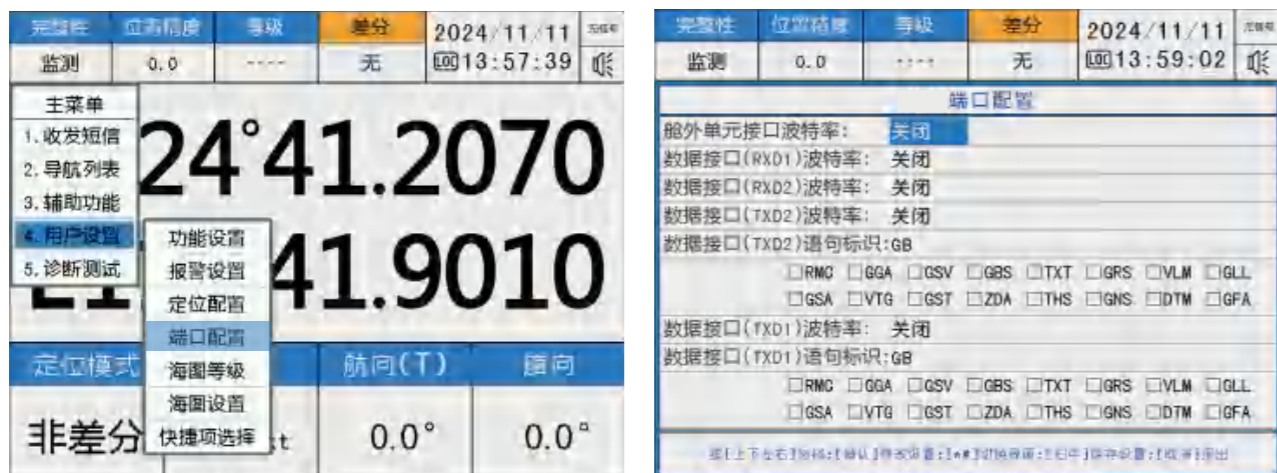 完整性 位置精度 等级 差分 2024/11/11
监测 0.0 ---- 无 LOC 13:57:39
主菜单
1.收发短信
2.导航列表
3.辅助功能
4.用户设置
5.诊断测试
24°41.2070
41.9010
功能设置
报警设置
定位配置
端口配置
海图等级
海图设置
快捷项选择
定位模式 航向(T) 艏向
非差分 0.0° 0.0°
完整性 位置精度 等级 差分 2024/11/11
监测 0.0 ---- 无 LOC 13:59:02
端口配置
舱外单元接口波特率: 关闭
数据接口(RXD1)波特率: 关闭
数据接口(RXD2)波特率: 关闭
数据接口(TXD2)波特率: 关闭
数据接口(TXD2)语句标识:GB
□RMC □GGA □GSV □GBS □TXT □GRS □VLM □GLL
□GSA □VTG □GST □ZDA □THS □GNS □DTM □GFA
数据接口(TXD1)波特率: 关闭
数据接口(TXD1)语句标识:GB
□RMC □GGA □GSV □GBS □TXT □GRS □VLM □GLL
□GSA □VTG □GST □ZDA □THS □GNS □DTM □GFA